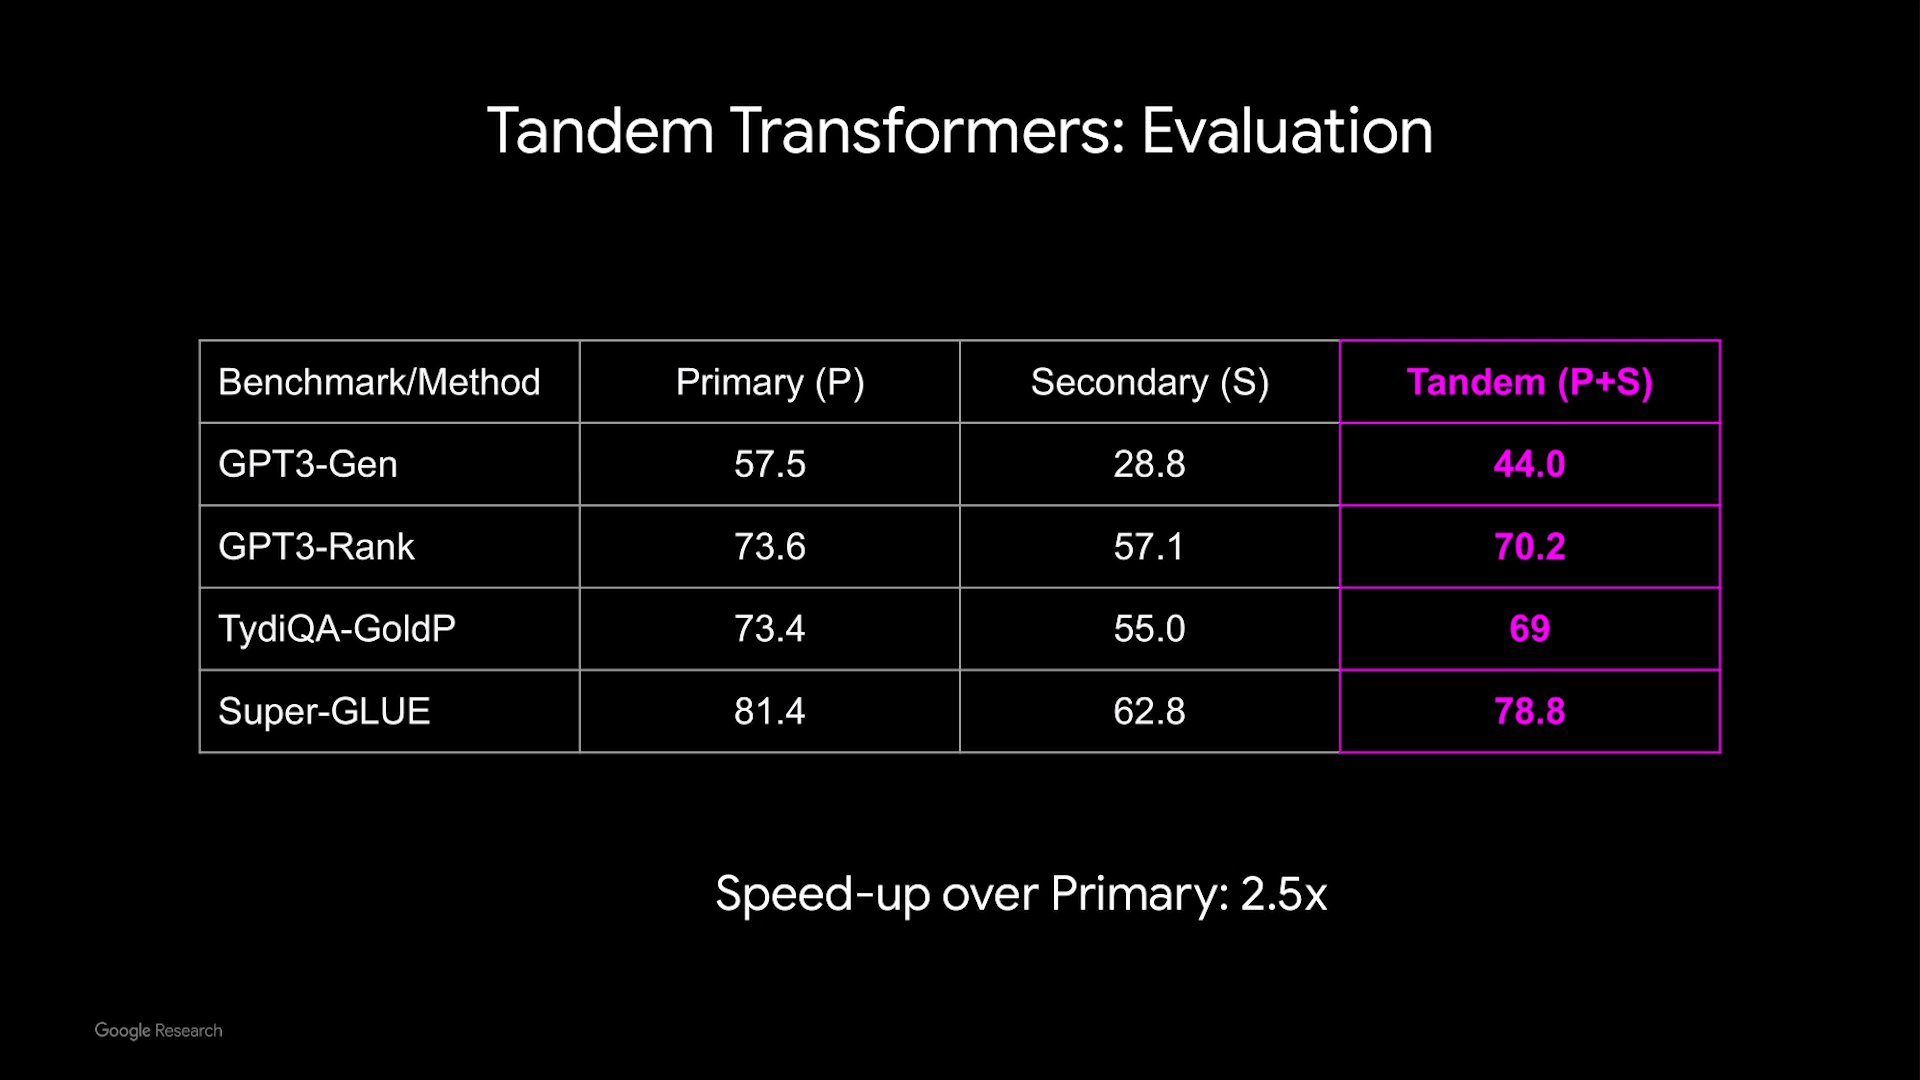 Tandem Transformers: Evaluation
Benchmark/Method Primary (P) Secondary (S) Tandem (P+S)
GPT3-Gen 57.5 28.8 44.0
GPT3-Rank 73.6 57.1 70.2
TydiQA-GoldP 73.4 55.0 69
Super-GLUE 81.4 62.8 78.8
Speed-up over Primary: 2.5x
Google Research